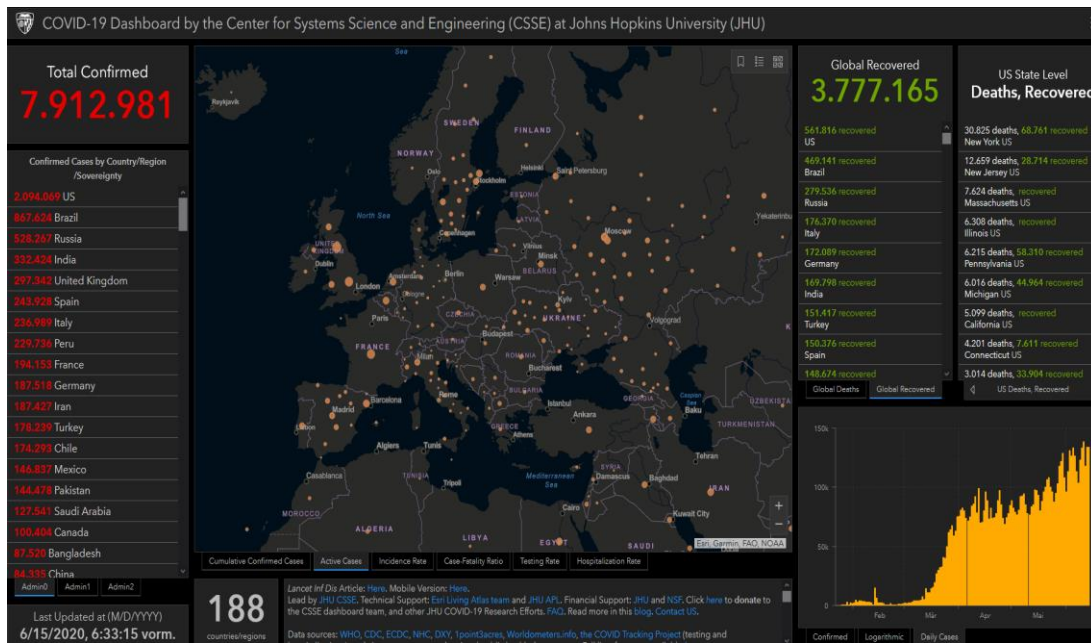 COVID-19 Dashboard by the Center for Systems Science and Engineering (CSSE) at Johns Hopkins University (JHU)
Total Confirmed
7.912.981
Confirmed Cases by Country/Region
/Sovereignty
2.094.069 US
867.624 Brazil
528.267 Russia
332.424 India
297.342 United Kingdom
243.928 Spain
236.989 Italy
229.736 Peru
194.153 France
187.518 Germany
187.427 Iran
178.239 Turkey
174.293 Chile
146.837 Mexico
144.478 Pakistan
127.541 Saudi Arabia
100.404 Canada
87.520 Bangladesh
84.335 China
Admin0 Admin1 Admin2
Last Updated at (M/D/YYYY)
6/15/2020, 6:33:15 vorm.
Sea
Reykjavik
SWEDEN
FINLAND
NORWAY
Oslo
Helsinki
Saint Petersburg
Stockholm
ESTONIA
North Sea
LATVIA
Yekaterinbu
Copenhagen
Moscow
UNITED
KINGDOM
Dublin
Vilnius
Minsk
Amsterdam
Berlin
Warsaw
BELARUS
London
Cologne
Kyiv
Paris
CZECHIA
UKRAINE
Volgograd
FRANCE
AUSTRIA
Budapest
Milan
ROMANIA
Bucharest
Barcelona
Rome
BULGARIA
Istanbul
GEORGIA
Caspian
Sea
UZBEKISTAN
Madrid
Lisbon
GREECE
Ankara
Baku
TURKMENISTAN
Athens
Algiers
Tunis
Tehran
Casablanca
TUNISIA
Tripoli
Mediterranean
Sea
SYRIA
Damascus
Baghdad
IRAN
MOROCCO
Cairo
Kuwait City
ALGERIA
LIBYA
EGYPT
SAUDI
+
−
Esri, Garmin, FAO, NOAA
Cumulative Confirmed Cases Active Cases Incidence Rate Case-Fatality Ratio Testing Rate Hospitalization Rate
188
countries/regions
Lancet Inf Dis Article: Here. Mobile Version: Here.
Lead by JHU CSSE. Technical Support: Esri Living Atlas team and JHU APL. Financial Support: JHU and NSF. Click here to donate to
the CSSE dashboard team, and other JHU COVID-19 Research Efforts. FAQ. Read more in this blog. Contact US.
Data sources: WHO, CDC, ECDC, NHC, DXY, 1point3acres, Worldometers.info, the COVID Tracking Project (testing and
Global Recovered
3.777.165
561.816 recovered
US
469.141 recovered
Brazil
279.536 recovered
Russia
176.370 recovered
Italy
172.089 recovered
Germany
169.798 recovered
India
151.417 recovered
Turkey
150.376 recovered
Spain
148.674 recovered
Global Deaths Global Recovered
US State Level
Deaths, Recovered
30.825 deaths, 68.761 recovered
New York US
12.659 deaths, 28.714 recovered
New Jersey US
7.624 deaths, recovered
Massachusetts US
6.308 deaths, recovered
Illinois US
6.215 deaths, 58.310 recovered
Pennsylvania US
6.016 deaths, 44.964 recovered
Michigan US
5.099 deaths, recovered
California US
4.201 deaths, 7.611 recovered
Connecticut US
3.014 deaths, 33.904 recovered
US Deaths, Recovered
150k
100k
50k
0
Feb Mär Apr Mai
Confirmed Logarithmic Daily Cases